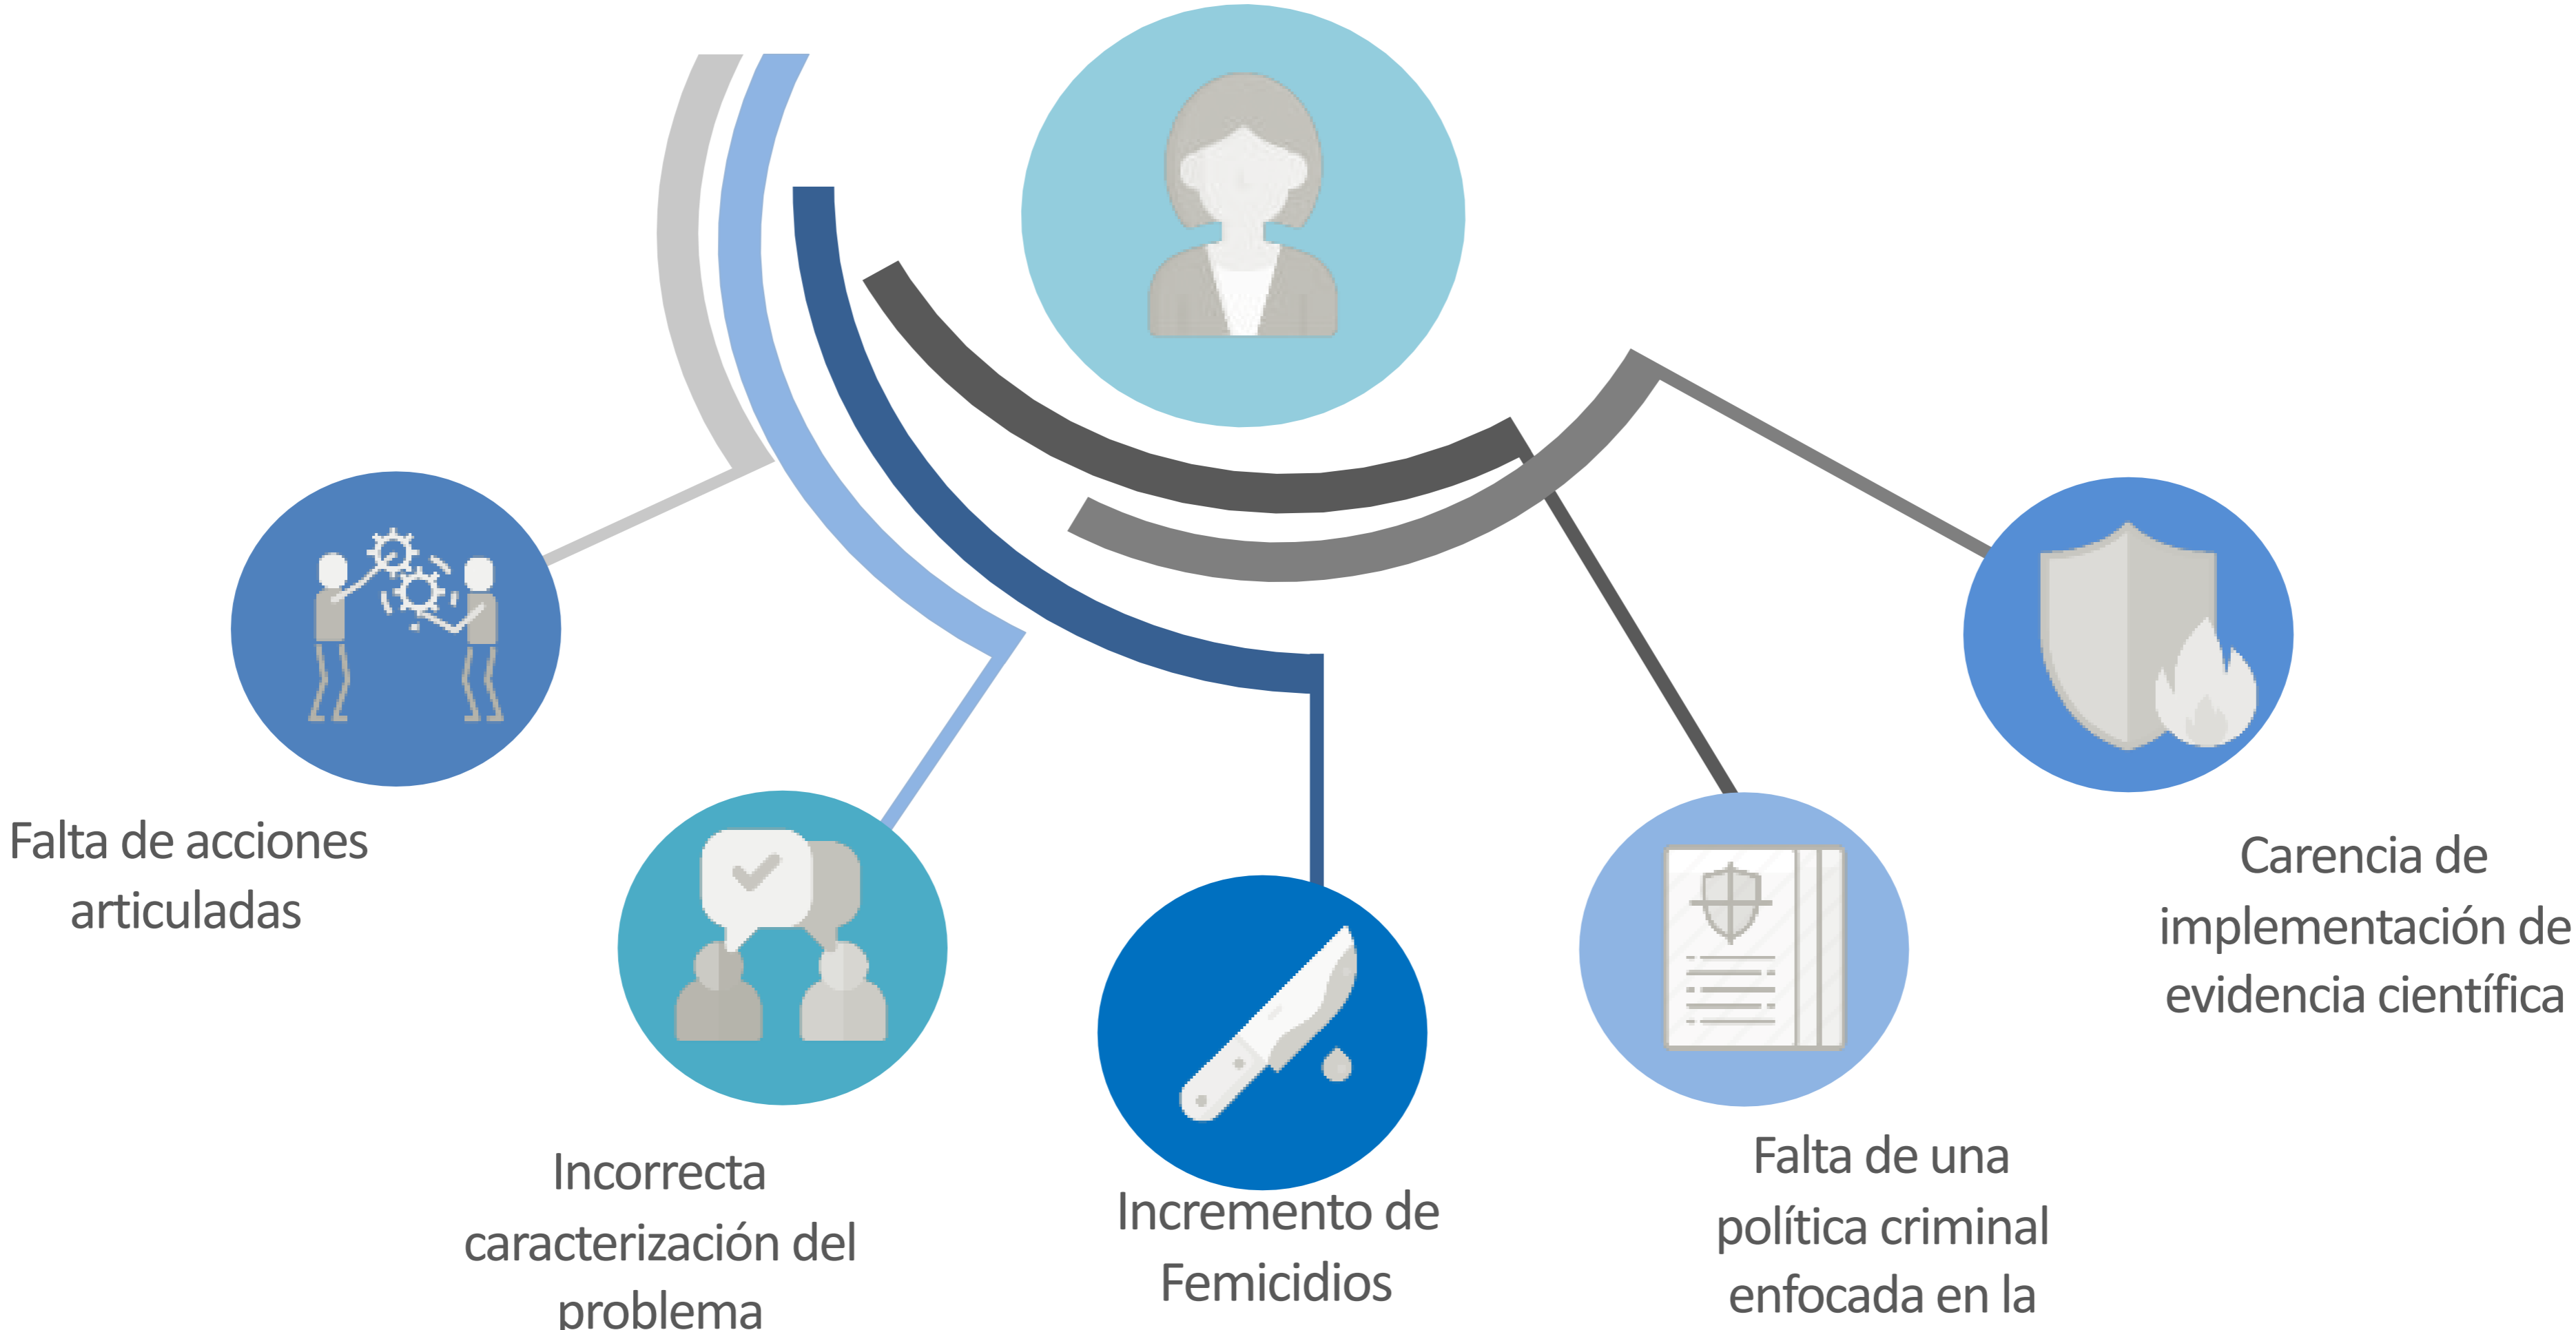 Falta de acciones
articuladas
Incorrecta
caracterización del
problema
Incremento de
Femicidios
Falta de una
política criminal
enfocada en la
Carencia de
implementación de
evidencia científica